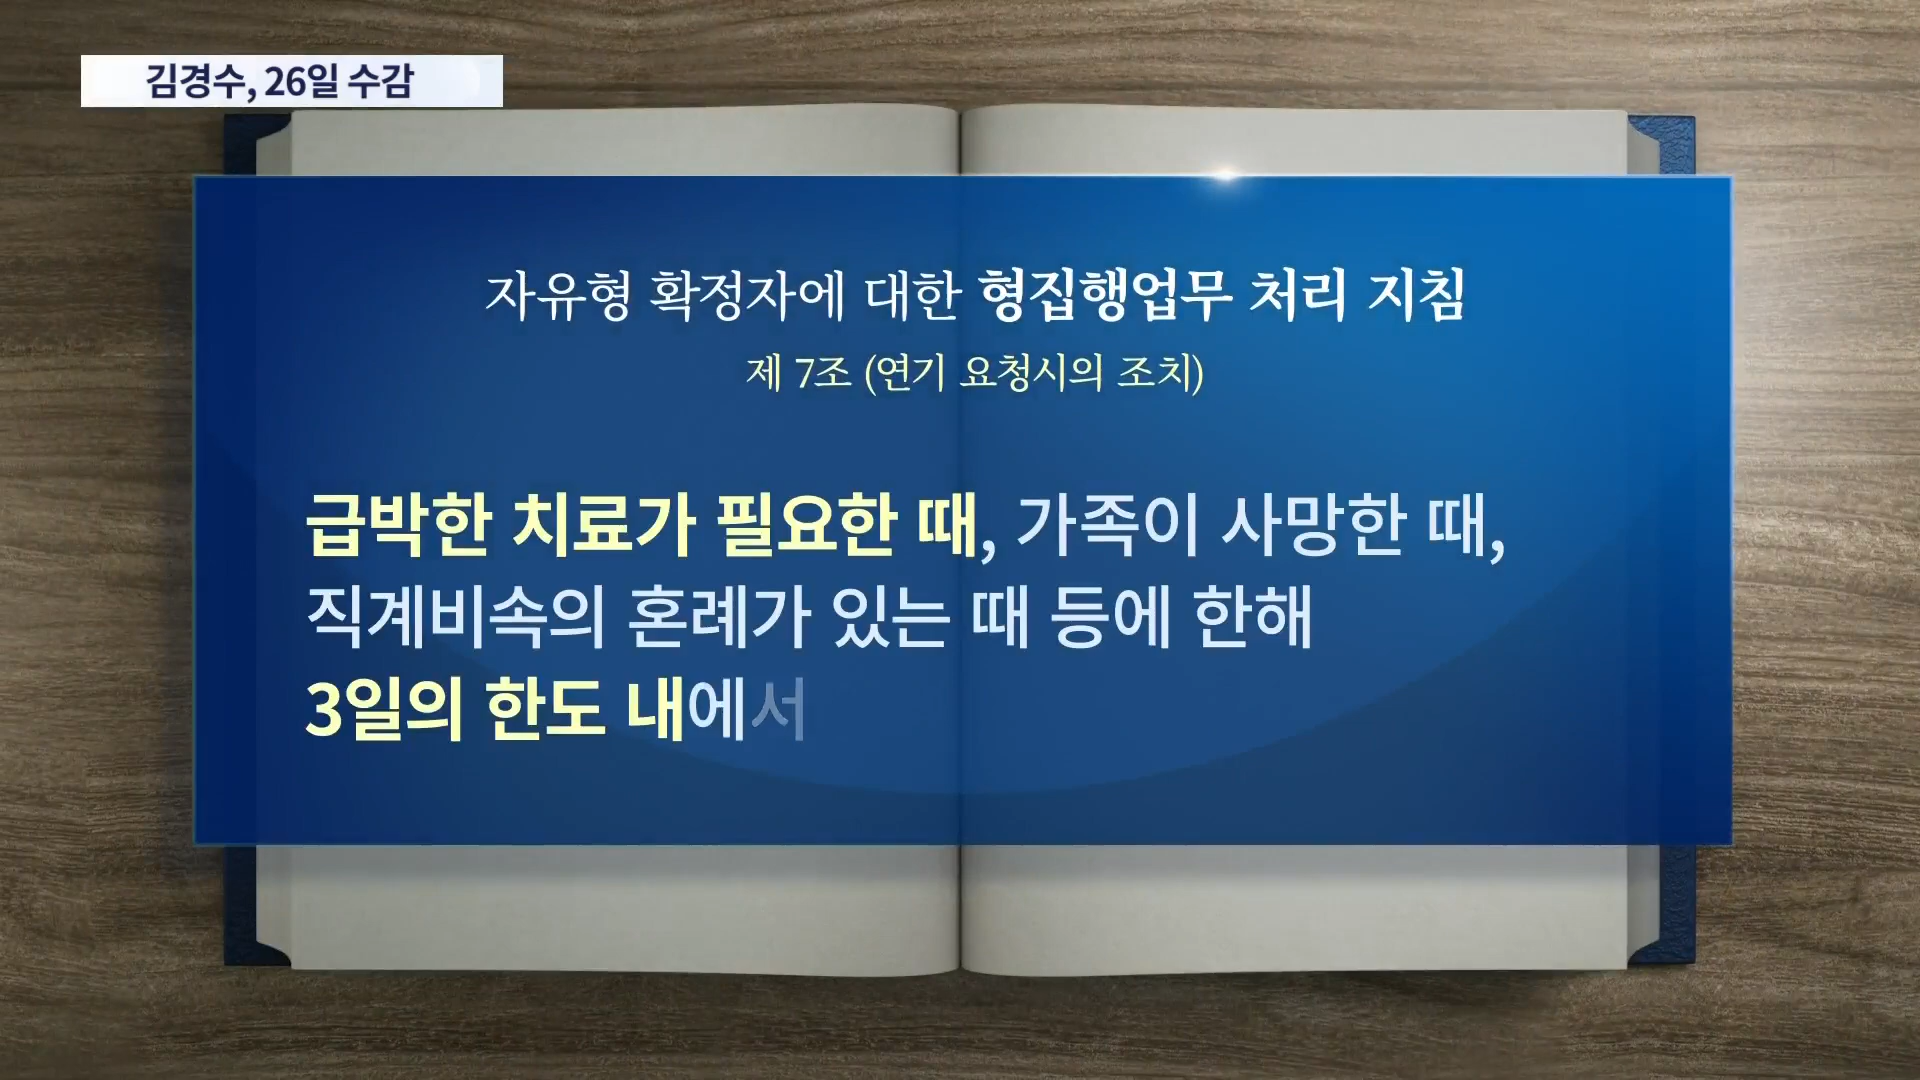 김경수, 26일 수감
자유형 확정자에 대한 형집행업무 처리 지침
제 7조 (연기 요청시의 조치)
급박한 치료가 필요한 때, 가족이 사망한 때,
직계비속의 혼례가 있는 때 등에 한해
3일의 한도 내에서